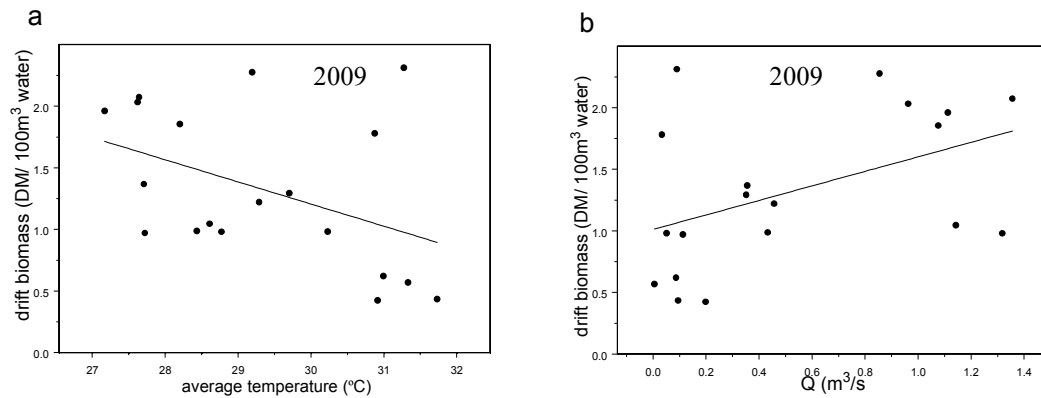 a
2009
drift biomass (DM/ 100m³ water)
2.0
1.5
1.0
0.5
0.0
27 28 29 30 31 32
average temperature (ºC)
b
2009
drift biomass (DM/ 100m³ water)
2.0
1.5
1.0
0.5
0.0
0.0 0.2 0.4 0.6 0.8 1.0 1.2 1.4
Q (m³/s